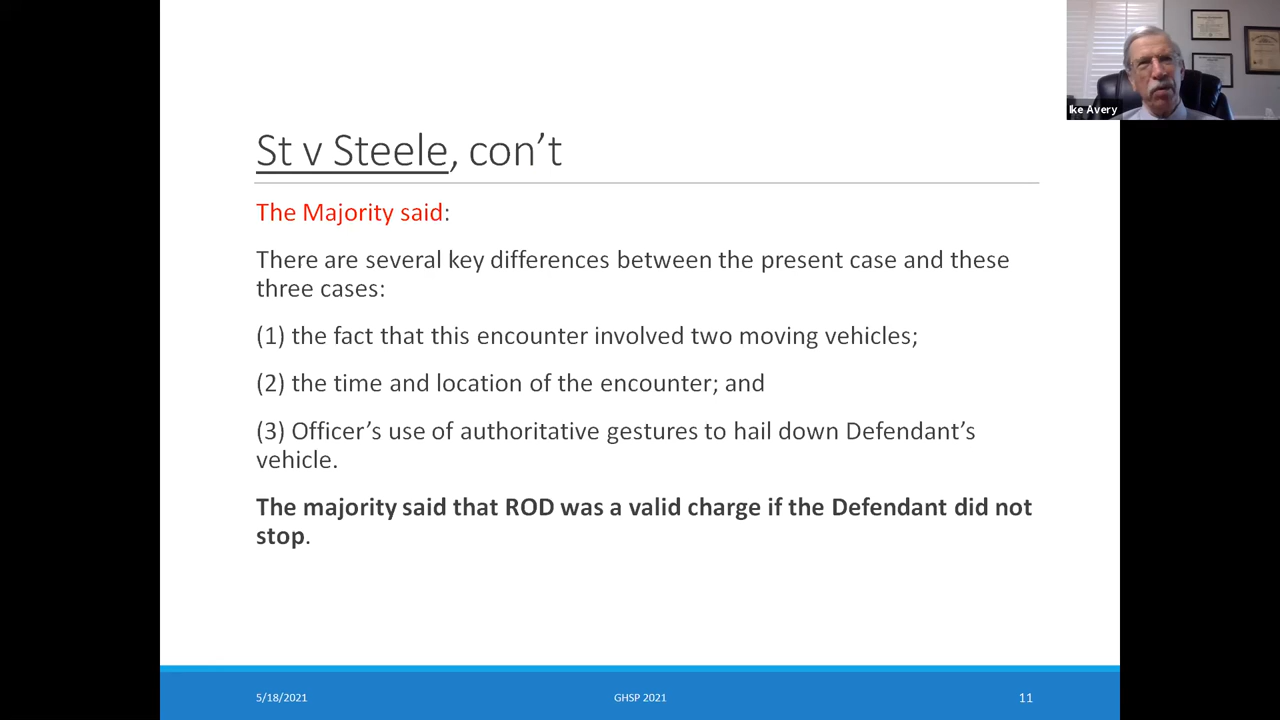 Ike Avery
St v Steele, con’t
The Majority said:
There are several key differences between the present case and these
three cases:
(1) the fact that this encounter involved two moving vehicles;
(2) the time and location of the encounter; and
(3) Officer’s use of authoritative gestures to hail down Defendant’s
vehicle.
The majority said that ROD was a valid charge if the Defendant did not
stop.
5/18/2021
GHSP 2021
11